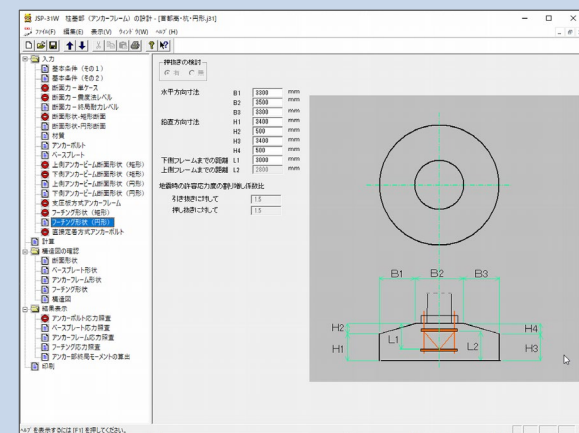 JSP-31W 柱基部（アンカーフレーム）の設計 - [首都高・杭・円形.j31]
ファイル(F) 編集(E) 表示(V) ウィンドウ(W) ヘルプ(H)
入力
基本条件（その１）
基本条件（その２）
断面力－単ケース
断面力－震度法レベル
断面力－終局耐力レベル
断面形状-矩形断面
断面形状-円形断面
材質
アンカーボルト
ベースプレート
上側アンカービーム断面形状（矩形）
下側アンカービーム断面形状（矩形）
上側アンカービーム断面形状（円形）
下側アンカービーム断面形状（円形）
支圧板方式アンカーフレーム
フーチング形状（矩形）
フーチング形状（円形）
直接定着方式アンカーボルト
計算
構造図の確認
断面形状
ベースプレート形状
アンカーフレーム形状
フーチング形状
構造図
結果表示
アンカーボルト応力照査
ベースプレート応力照査
アンカーフレーム応力照査
フーチング応力照査
アンカー部終局モーメントの算出
印刷
押抜きの検討
水平方向寸法 B1 3300 mm
B2 3500 mm
B3 3300 mm
鉛直方向寸法 H1 3400 mm
H2 500 mm
H3 3400 mm
H4 500 mm
下側フレームまでの距離 L1 3000 mm
上側フレームまでの距離 L2 2800 mm
地震時の許容応力度の割り増し係数比
引き抜きに対して 1.5
押し抜きに対して 1.5
B1 B2 B3
H2 H4
L1 L2
H1 H3
ヘルプを表示するには [F1] を押してください。